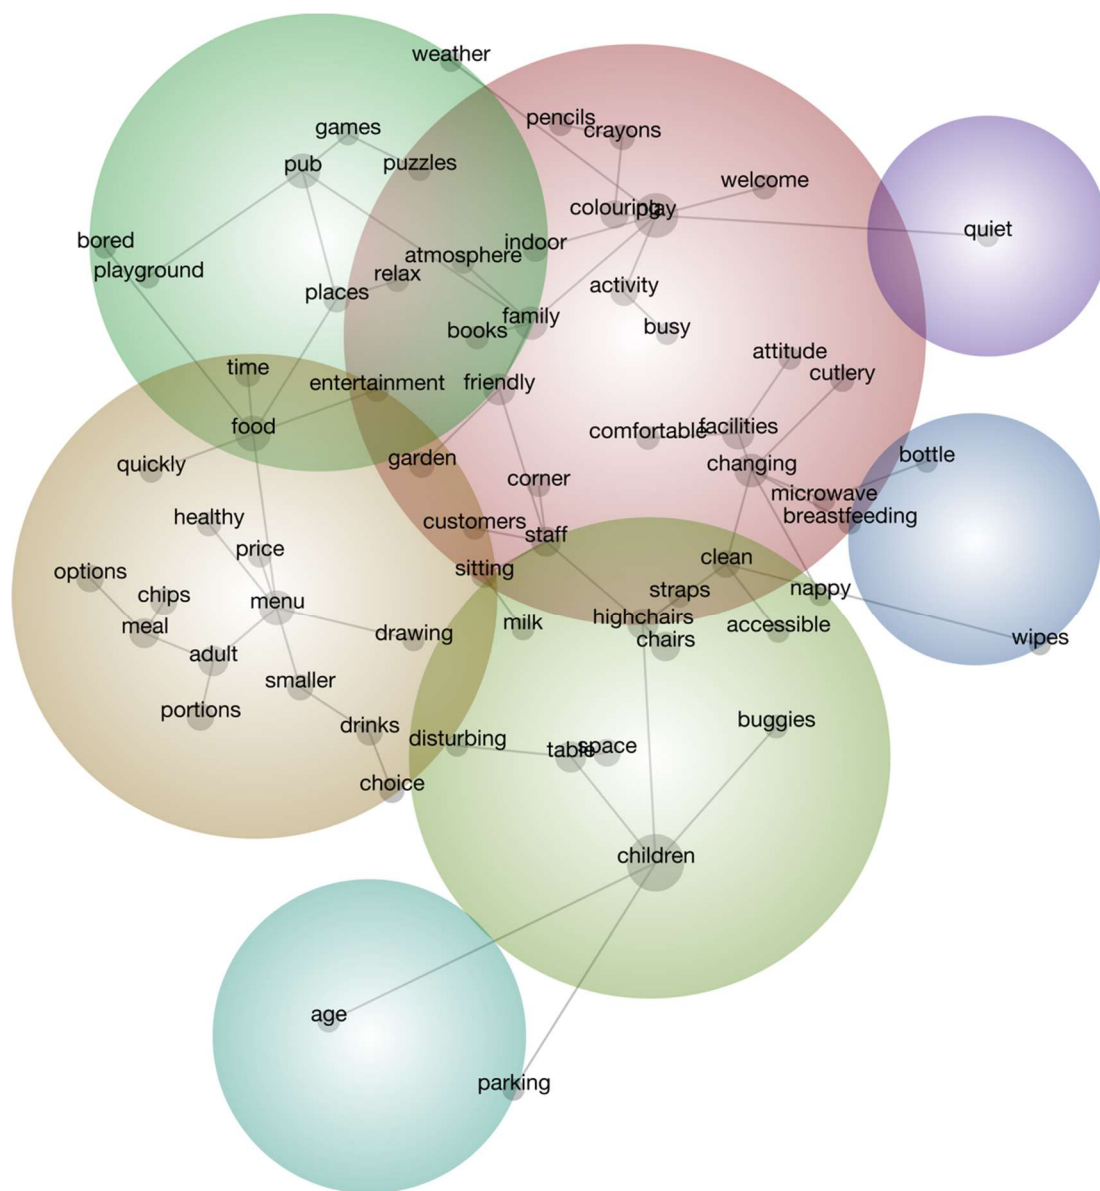 weather
pencils
crayons
games
pub
puzzles
welcome
colouring
play
bored
indoor
quiet
playground
atmosphere
relax
places
activity
family
books
busy
time
entertainment
friendly
attitude
cutlery
food
comfortable
facilities
quickly
garden
changing
bottle
corner
microwave
healthy
customers
breastfeeding
price
staff
options
sitting
clean
chips
menu
straps
nappy
meal
drawing
milk
highchairs
accessible
chairs
wipes
adult
smaller
portions
drinks
disturbing
table
space
buggies
choice
children
age
parking